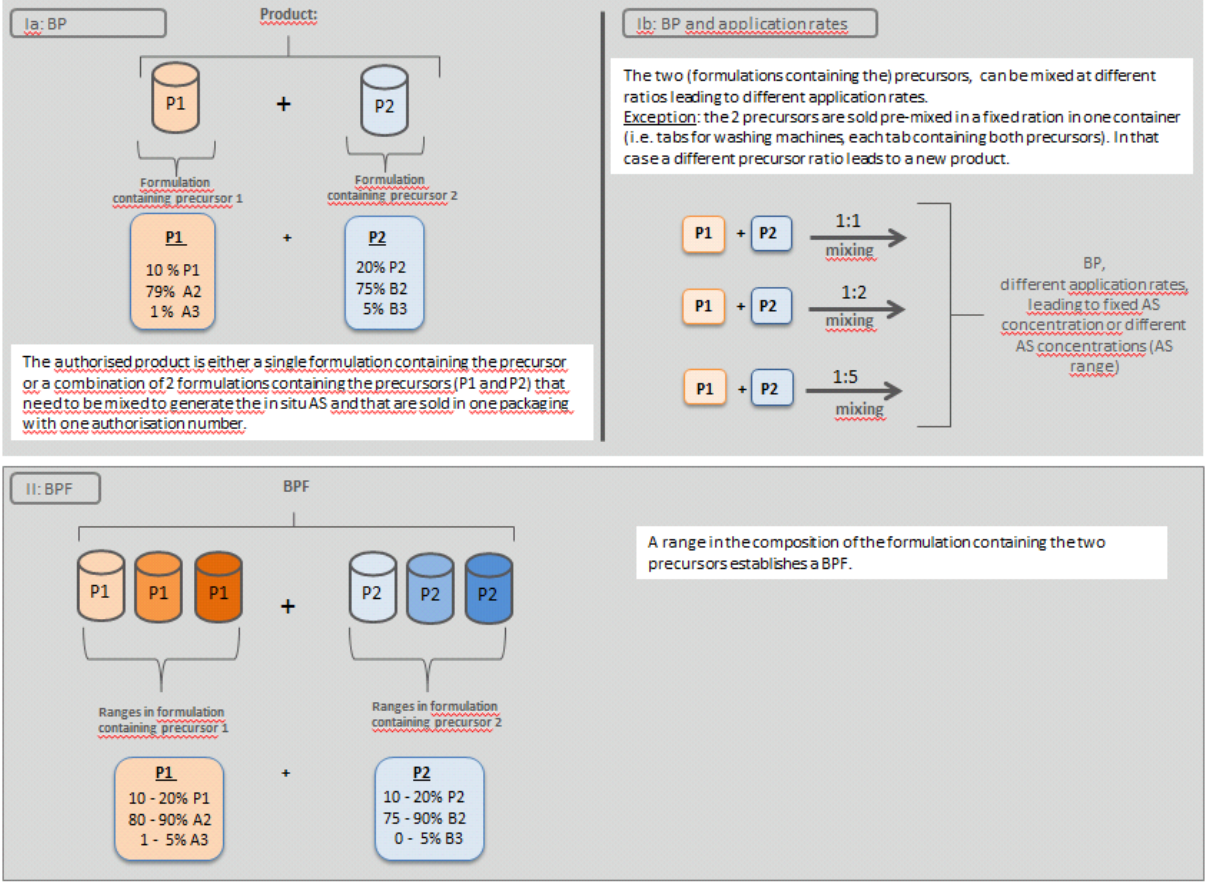 Ia: BP
Product:
P1
+
P2
Formulation
containing precursor 1
Formulation
containing precursor 2
P1
10 % P1
79% A2
1% A3
+
P2
20% P2
75% B2
5% B3
The authorised product is either a single formulation containing the precursor
or a combination of 2 formulations containing the precursors (P1 and P2) that
need to be mixed to generate the in situ AS and that are sold in one packaging
with one authorisation number.
Ib: BP and application rates
The two (formulations containing the) precursors, can be mixed at different
ratios leading to different application rates.
Exception: the 2 precursors are sold pre-mixed in a fixed ration in one container
(i.e. tabs for washing machines, each tab containing both precursors). In that
case a different precursor ratio leads to a new product.
P1 + P2 1:1
mixing
P1 + P2 1:2
mixing
P1 + P2 1:5
mixing
BP,
different application rates,
leading to fixed AS
concentration or different
AS concentrations (AS
range)
II: BPF
BPF
P1 P1 P1 + P2 P2 P2
Ranges in formulation
containing precursor 1
Ranges in formulation
containing precursor 2
P1
10 - 20% P1
80 - 90% A2
1 - 5% A3
+
P2
10 - 20% P2
75 - 90% B2
0 - 5% B3
A range in the composition of the formulation containing the two
precursors establishes a BPF.